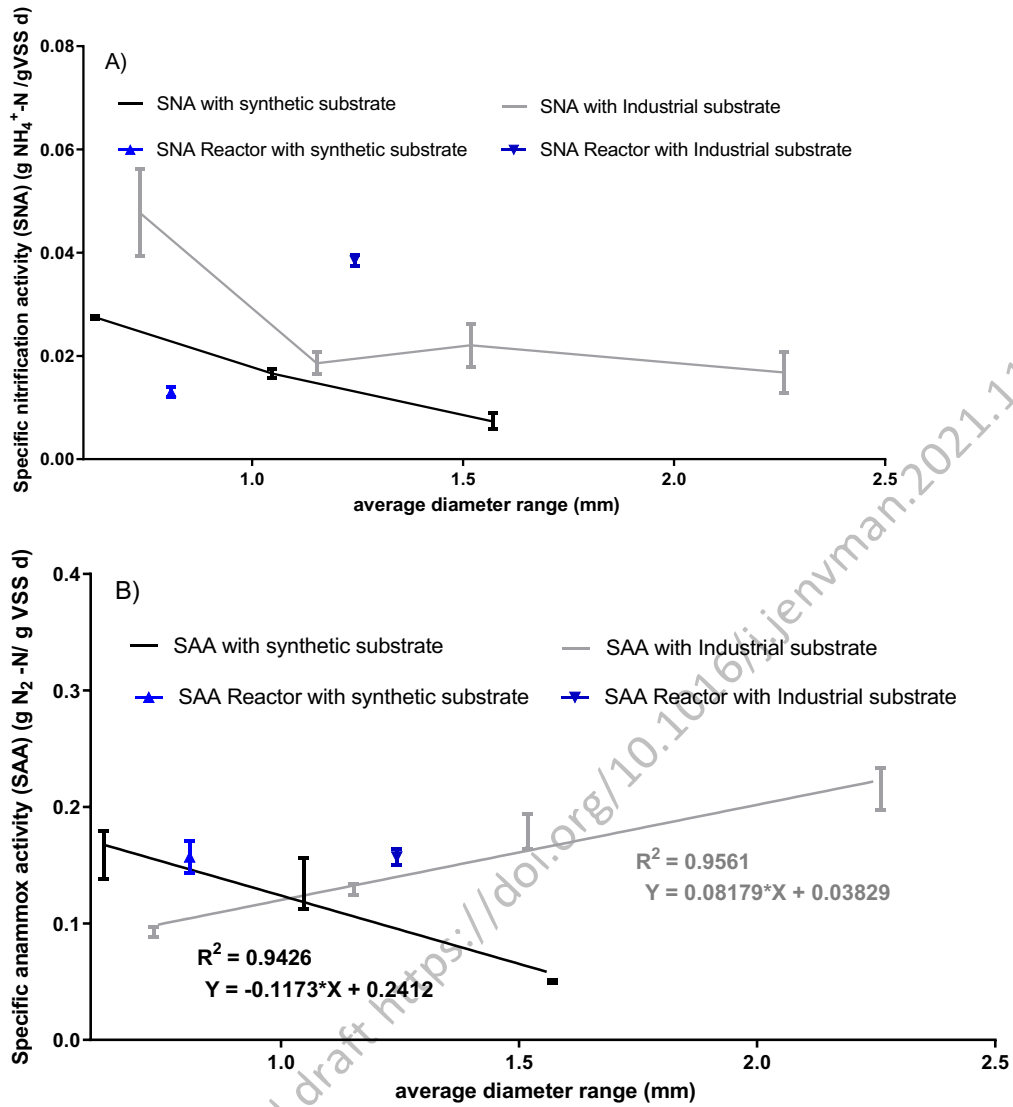 A)
SNA with synthetic substrate
SNA with Industrial substrate
SNA Reactor with synthetic substrate
SNA Reactor with Industrial substrate
Specific nitrification activity (SNA) (g NH₄⁺-N /gVSS d)
0.08
0.06
0.04
0.02
0.00
1.0 1.5 2.0 2.5
average diameter range (mm)
B)
SAA with synthetic substrate
SAA with Industrial substrate
SAA Reactor with synthetic substrate
SAA Reactor with Industrial substrate
Specific anammox activity (SAA) (g N₂ -N/ g VSS d)
0.4
0.3
0.2
0.1
0.0
R² = 0.9561
Y = 0.08179*X + 0.03829
R² = 0.9426
Y = -0.1173*X + 0.2412
1.0 1.5 2.0 2.5
average diameter range (mm)
draft https://doi.org/10.1016/j.jenvman.2021.11